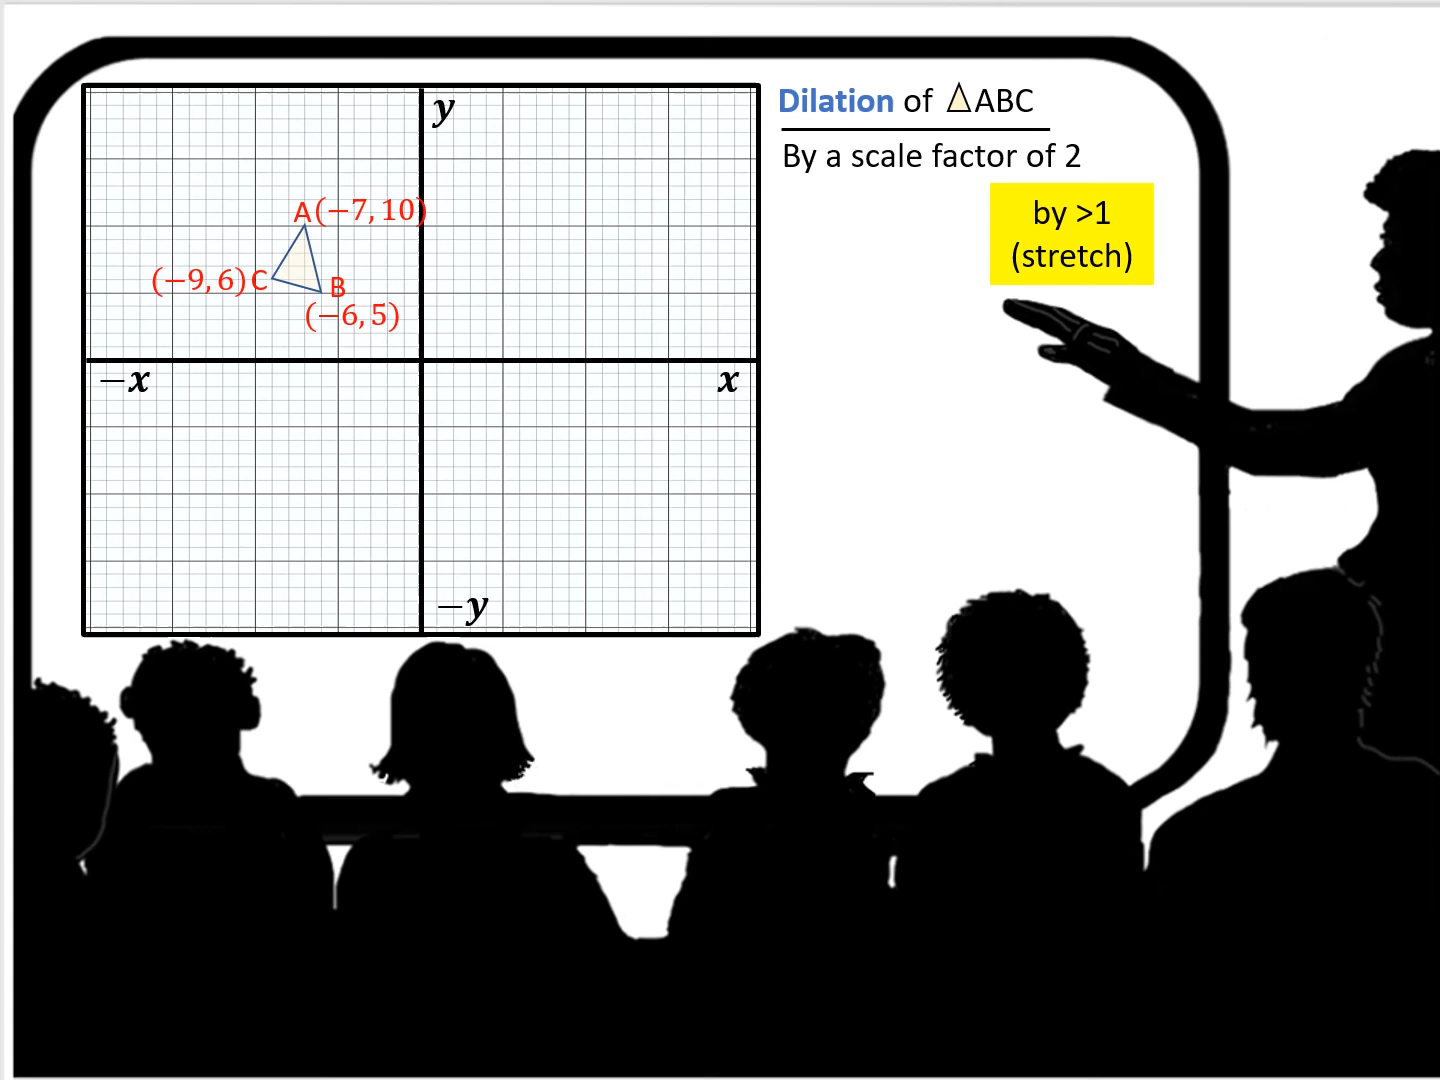 Dilation of △ABC
By a scale factor of 2
by >1
(stretch)
y
A(−7, 10)
(−9, 6) C
B
(−6, 5)
−x
x
−y